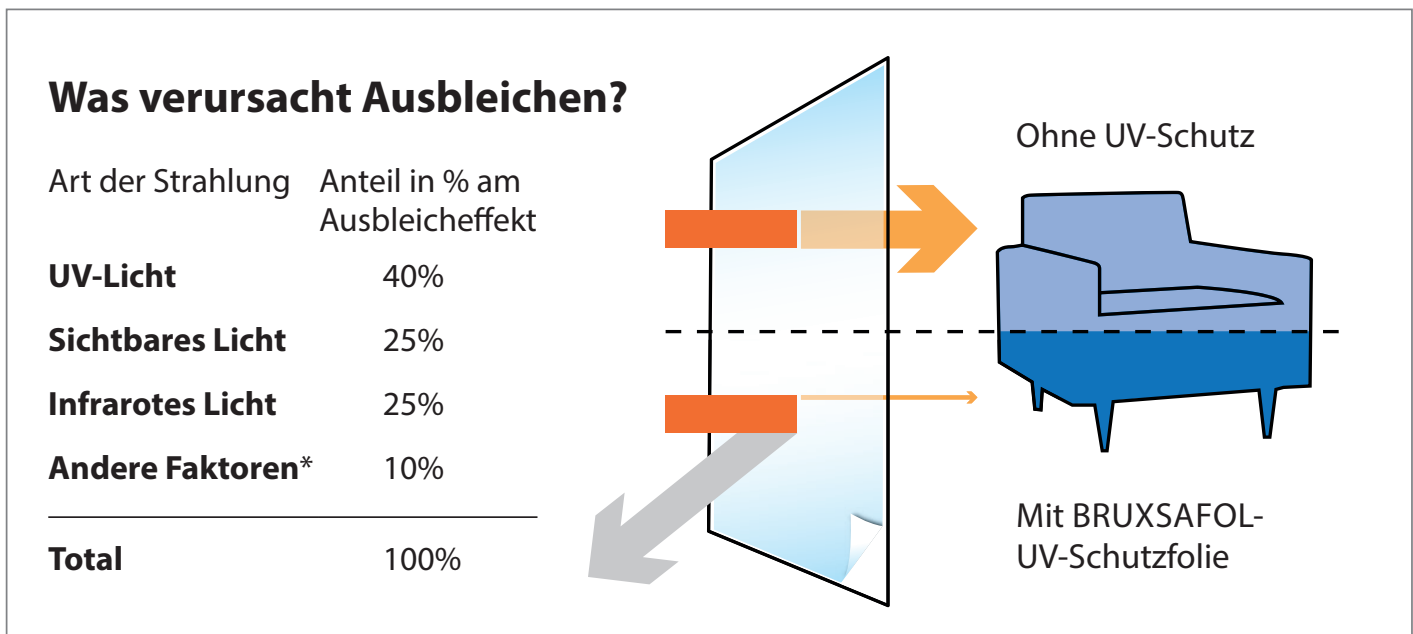 Was verursacht Ausbleichen?
Art der Strahlung Anteil in % am
Ausbleicheffekt
UV-Licht 40%
Sichtbares Licht 25%
Infrarotes Licht 25%
Andere Faktoren* 10%
Total 100%
Ohne UV-Schutz
Mit BRUXSAFOL-
UV-Schutzfolie